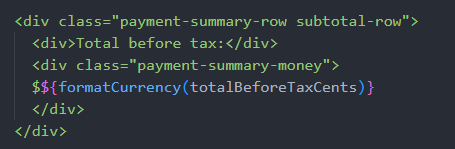 <div class="payment-summary-row subtotal-row">
<div>Total before tax:</div>
<div class="payment-summary-money">
$${formatCurrency(totalBeforeTaxCents)}
</div>
</div>